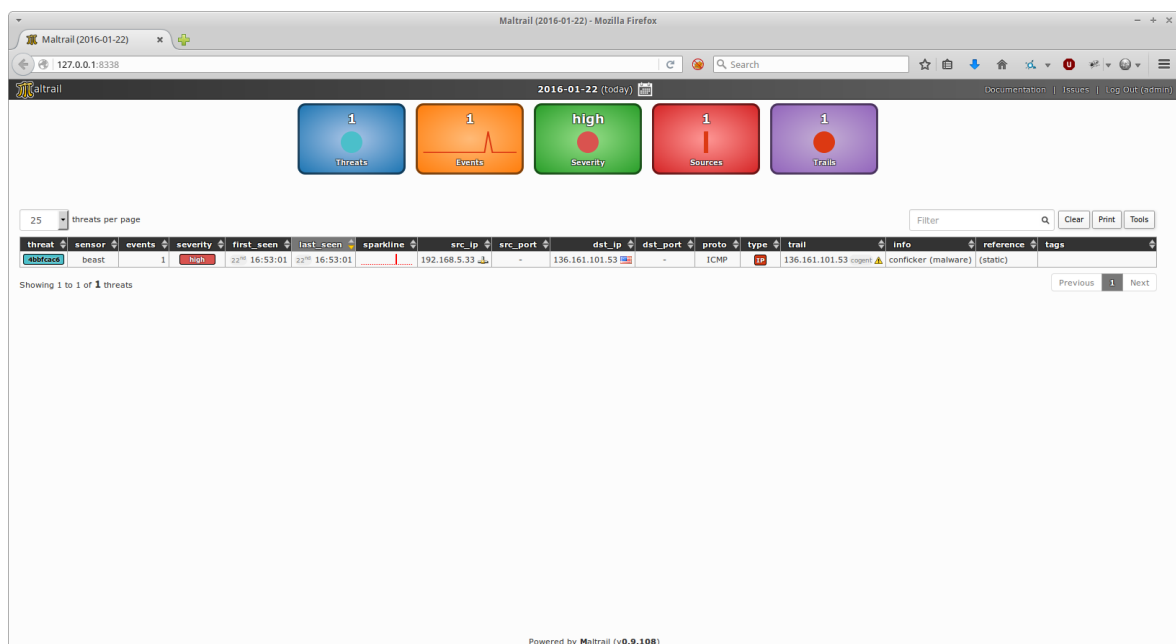 Maltrail (2016-01-22) - Mozilla Firefox
Maltrail (2016-01-22)
127.0.0.1:8338
Search
altrail
2016-01-22 (today)
Documentation | Issues | Log Out (admin)
1 1 high 1 1
Threats Events Severity Sources Trails
25 threats per page
Filter Clear Print Tools
threat sensor events severity first_seen last_seen sparkline src_ip src_port dst_ip dst_port proto type trail info reference tags
4bbfcac6 beast 1 high 22nd 16:53:01 22nd 16:53:01 192.168.5.33 - 136.161.101.53 - ICMP IP 136.161.101.53 cogent conficker (malware) (static)
Showing 1 to 1 of 1 threats
Previous 1 Next
Powered by Maltrail (v0.9.108)